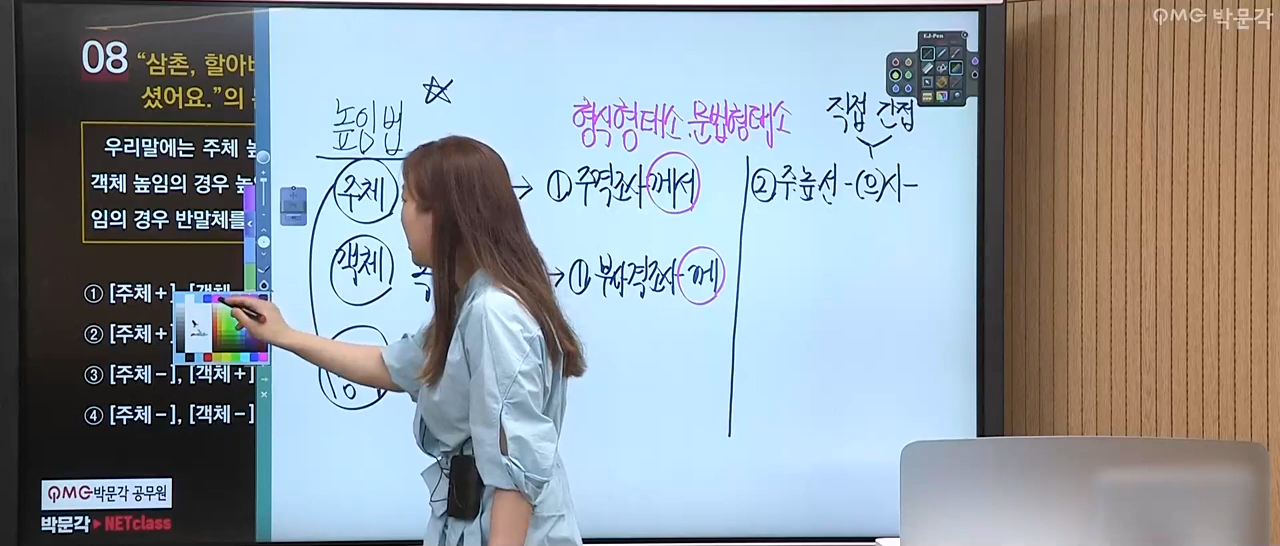 QMG 박문각
08 "삼촌, 할아버
셨어요."의
우리말에는 주체 높
객체 높임의 경우 높
임의 경우 반말체를
① [주체+], [객체
② [주체+]
③ [주체-], [객체+]
④ [주체-], [객체-]
QMG박문각 공무원
박문각 NETclass
EJ-Pen
높임법
형식형태소.문법형태소
직접 간접
주체 → ① 주격조사 께서
② 주높선 -(으)시-
객체 → ① 부사격조사 께